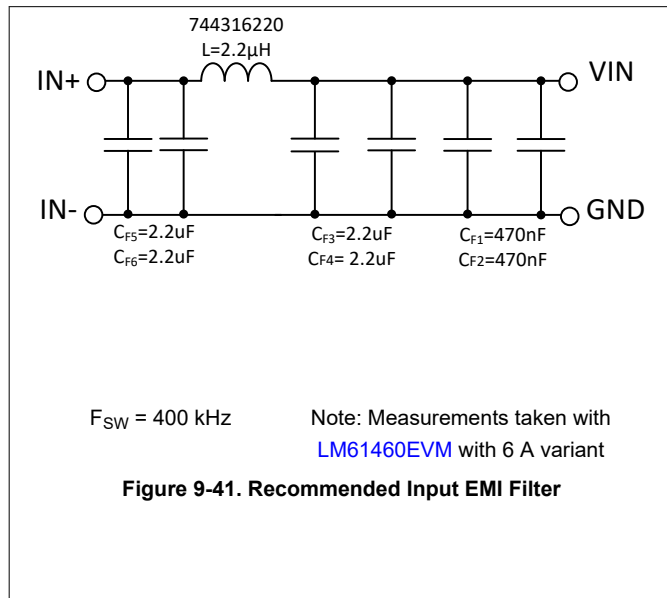 744316220
L=2.2µH
IN+
VIN
IN-
GND
CF5=2.2uF
CF6=2.2uF
CF3=2.2uF
CF4= 2.2uF
CF1=470nF
CF2=470nF
FSW = 400 kHz
Note: Measurements taken with
LM61460EVM with 6 A variant
Figure 9-41. Recommended Input EMI Filter